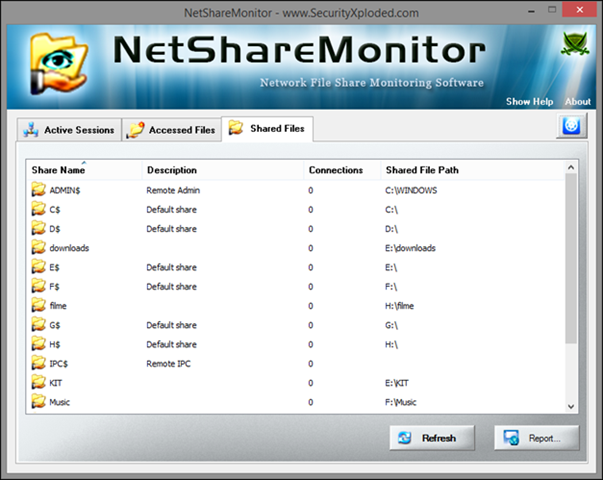 NetShareMonitor - www.SecurityXploded.com
NetShareMonitor
Network File Share Monitoring Software
Show Help About
Active Sessions Accessed Files Shared Files
Share Name Description Connections Shared File Path
ADMIN$ Remote Admin 0 C:\WINDOWS
C$ Default share 0 C:\
D$ Default share 0 D:\
downloads 0 E:\downloads
E$ Default share 0 E:\
F$ Default share 0 F:\
filme 0 H:\filme
G$ Default share 0 G:\
H$ Default share 0 H:\
IPC$ Remote IPC 0
KIT 0 E:\KIT
Music 0 F:\Music
Refresh Report...